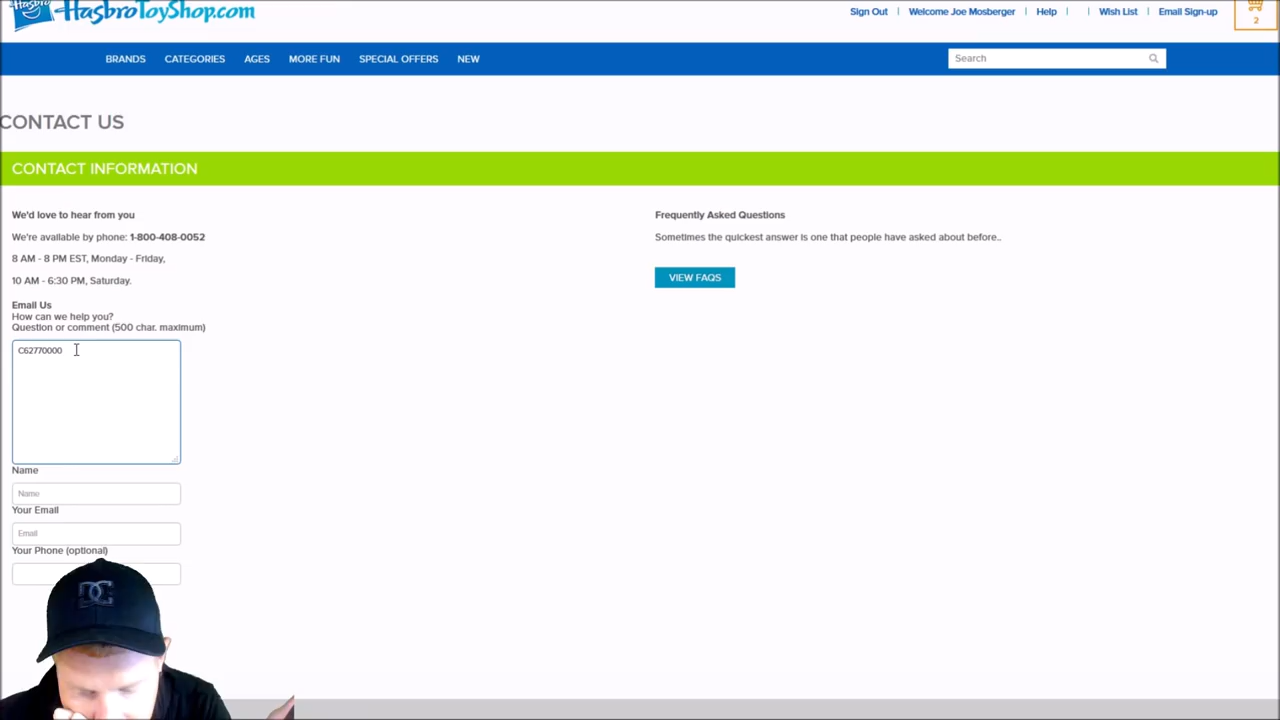 HasbroToyShop.com
Sign Out | Welcome Joe Mosberger | Help | | Wish List | Email Sign-up
2
BRANDS CATEGORIES AGES MORE FUN SPECIAL OFFERS NEW
Search
CONTACT US
CONTACT INFORMATION
We'd love to hear from you
We're available by phone: 1-800-408-0052
8 AM - 8 PM EST, Monday - Friday,
10 AM - 6:30 PM, Saturday.
Email Us
How can we help you?
Question or comment (500 char. maximum)
C62770000
Name
Name
Your Email
Email
Your Phone (optional)
DC
Frequently Asked Questions
Sometimes the quickest answer is one that people have asked about before..
VIEW FAQS